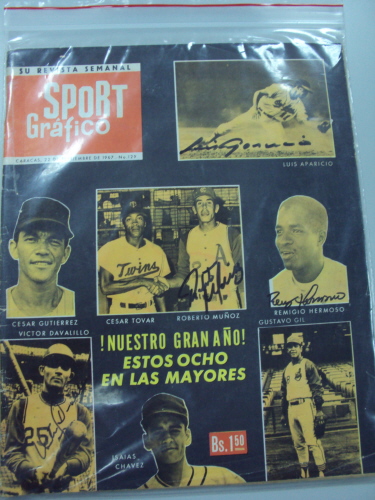 SU REVISTA SEMANAL
SPORT
Gráfico
LUIS APARICIO
Twins
A
CESAR GUTIERREZ
CESAR TOVAR
ROBERTO MUÑOZ
REMIGIO HERMOSO
VICTOR DAVALILLO
GUSTAVO GIL
!NUESTRO GRAN AÑO!
ESTOS OCHO
EN LAS MAYORES
25
ISAIAS
CHAVEZ
Bs. 1,50